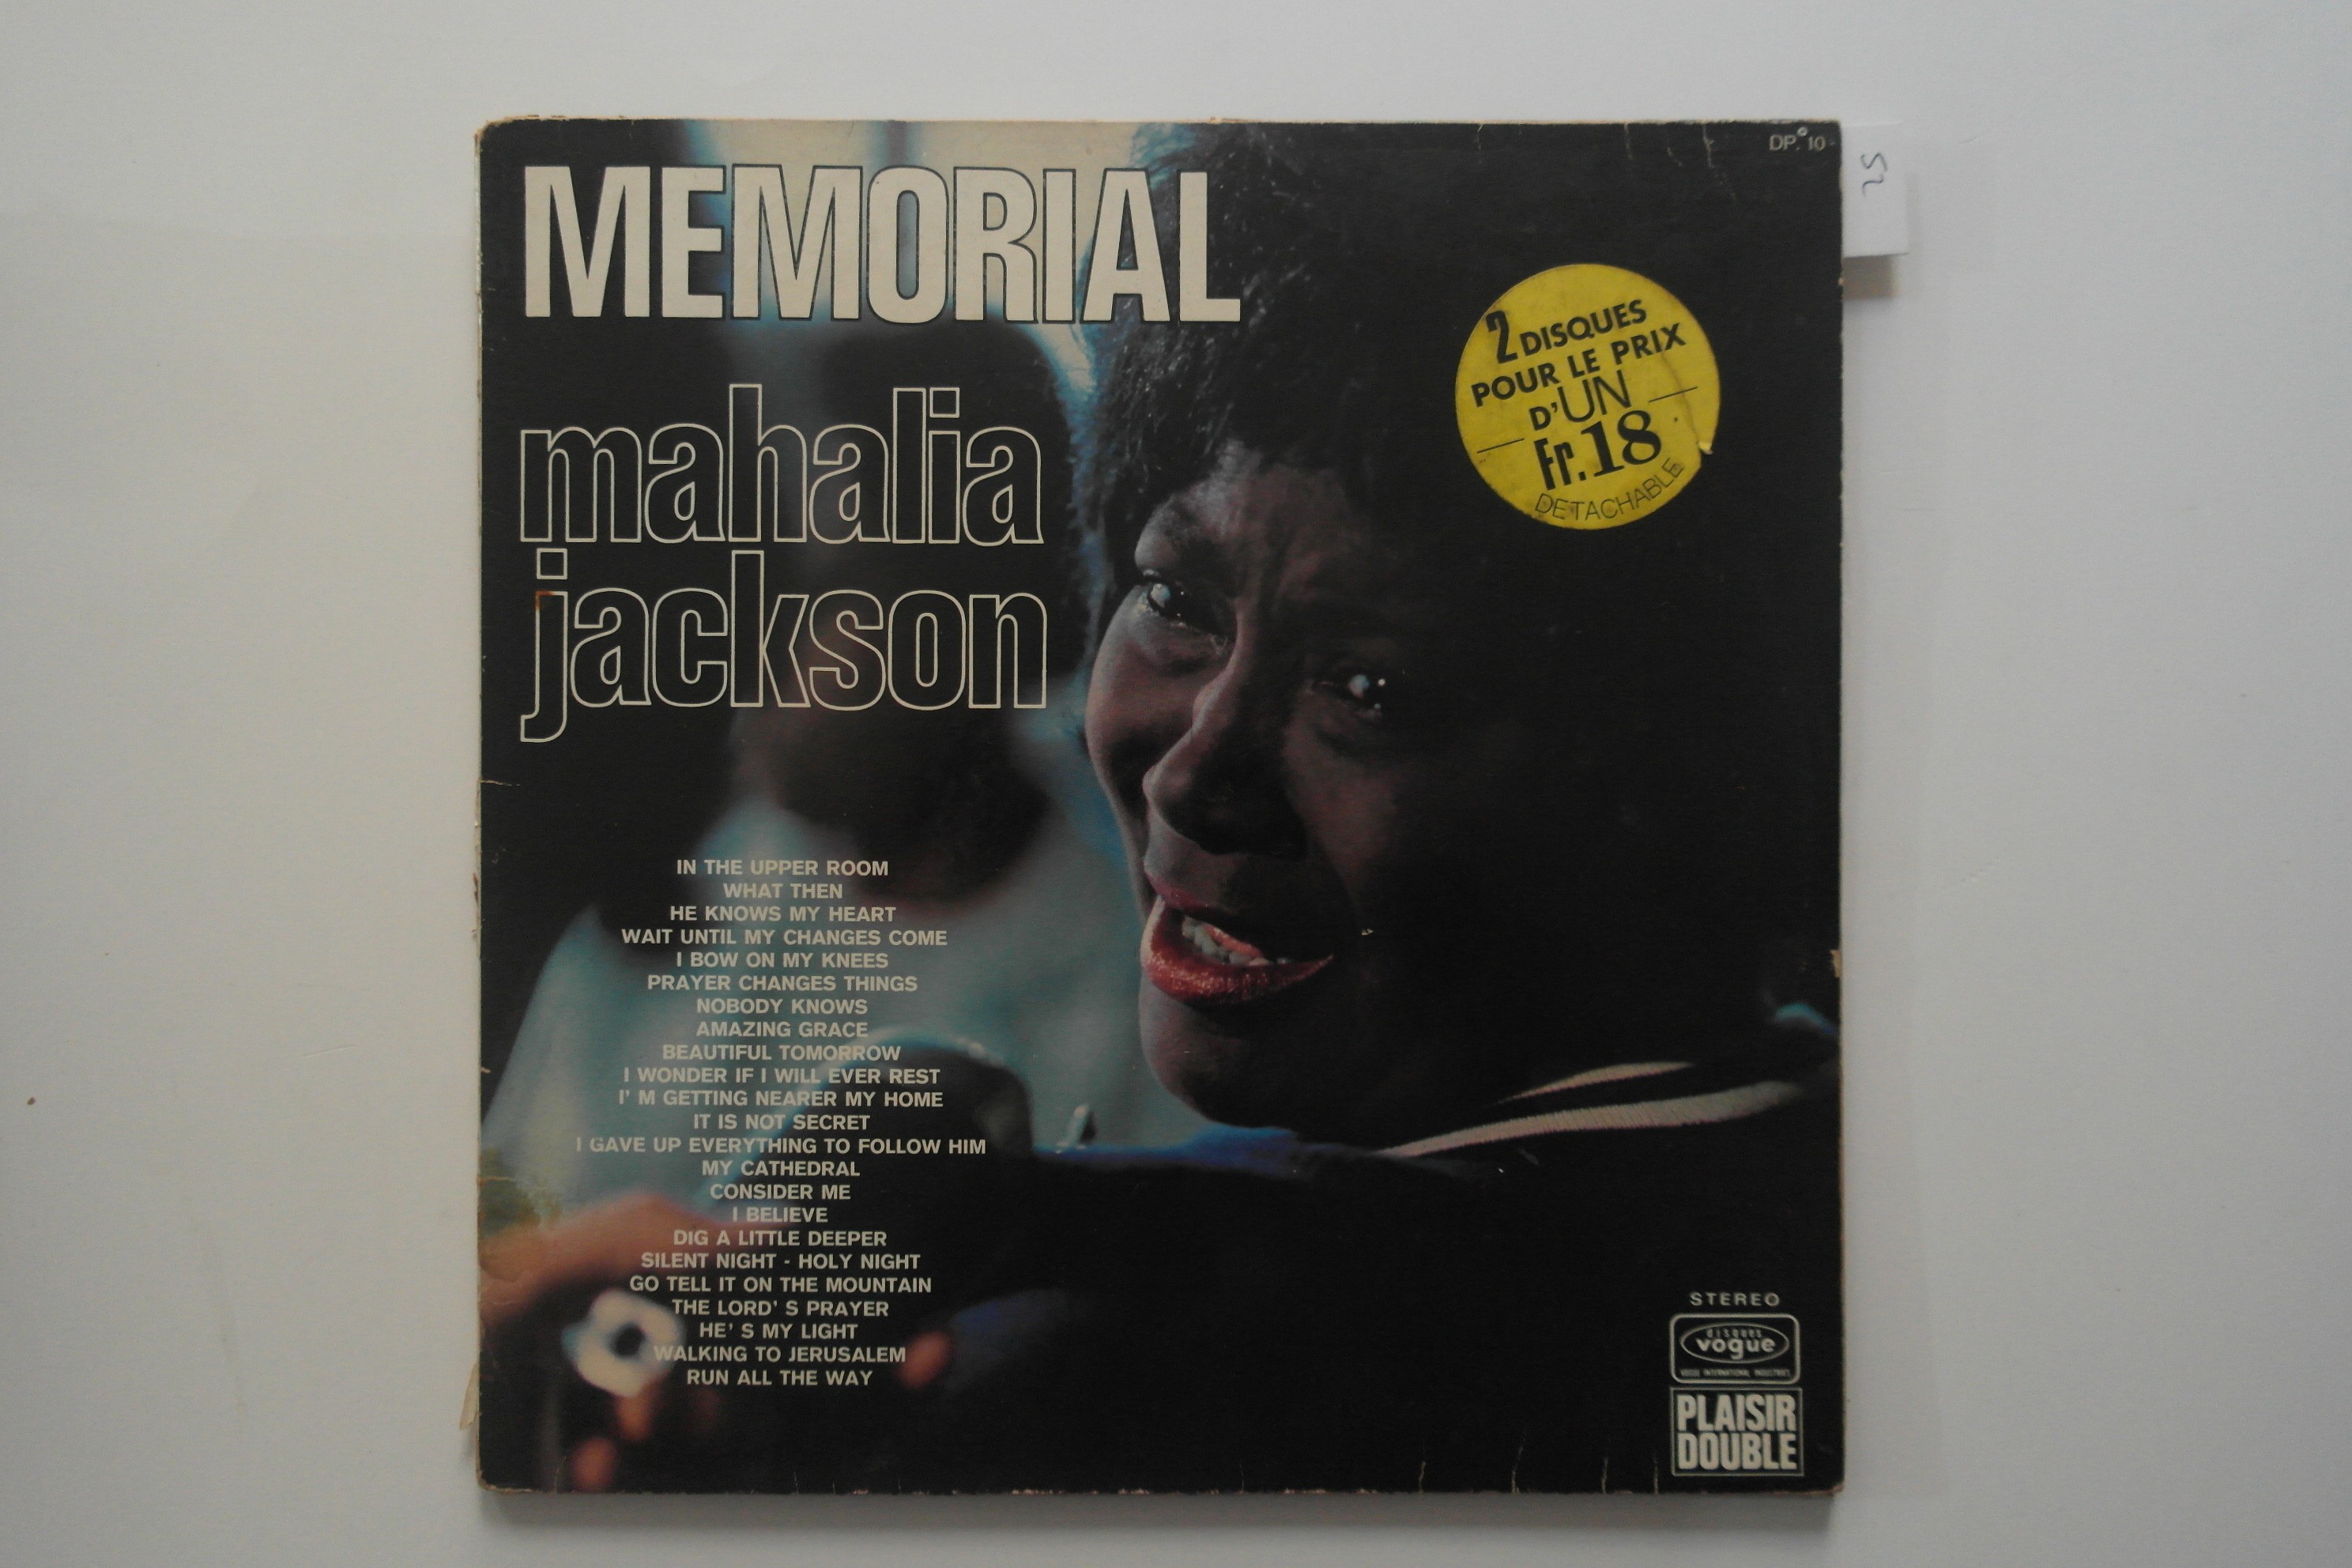 DP. 10
25
MEMORIAL
mahalia
jackson
2 DISQUES
POUR LE PRIX
D'UN
Fr. 18
DETACHABLE
IN THE UPPER ROOM
WHAT THEN
HE KNOWS MY HEART
WAIT UNTIL MY CHANGES COME
I BOW ON MY KNEES
PRAYER CHANGES THINGS
NOBODY KNOWS
AMAZING GRACE
BEAUTIFUL TOMORROW
I WONDER IF I WILL EVER REST
I' M GETTING NEARER MY HOME
IT IS NOT SECRET
I GAVE UP EVERYTHING TO FOLLOW HIM
MY CATHEDRAL
CONSIDER ME
I BELIEVE
DIG A LITTLE DEEPER
SILENT NIGHT - HOLY NIGHT
GO TELL IT ON THE MOUNTAIN
THE LORD' S PRAYER
HE' S MY LIGHT
WALKING TO JERUSALEM
RUN ALL THE WAY
STEREO
disques
vogue
VOGUE INTERNATIONAL INDUSTRIES
PLAISIR
DOUBLE